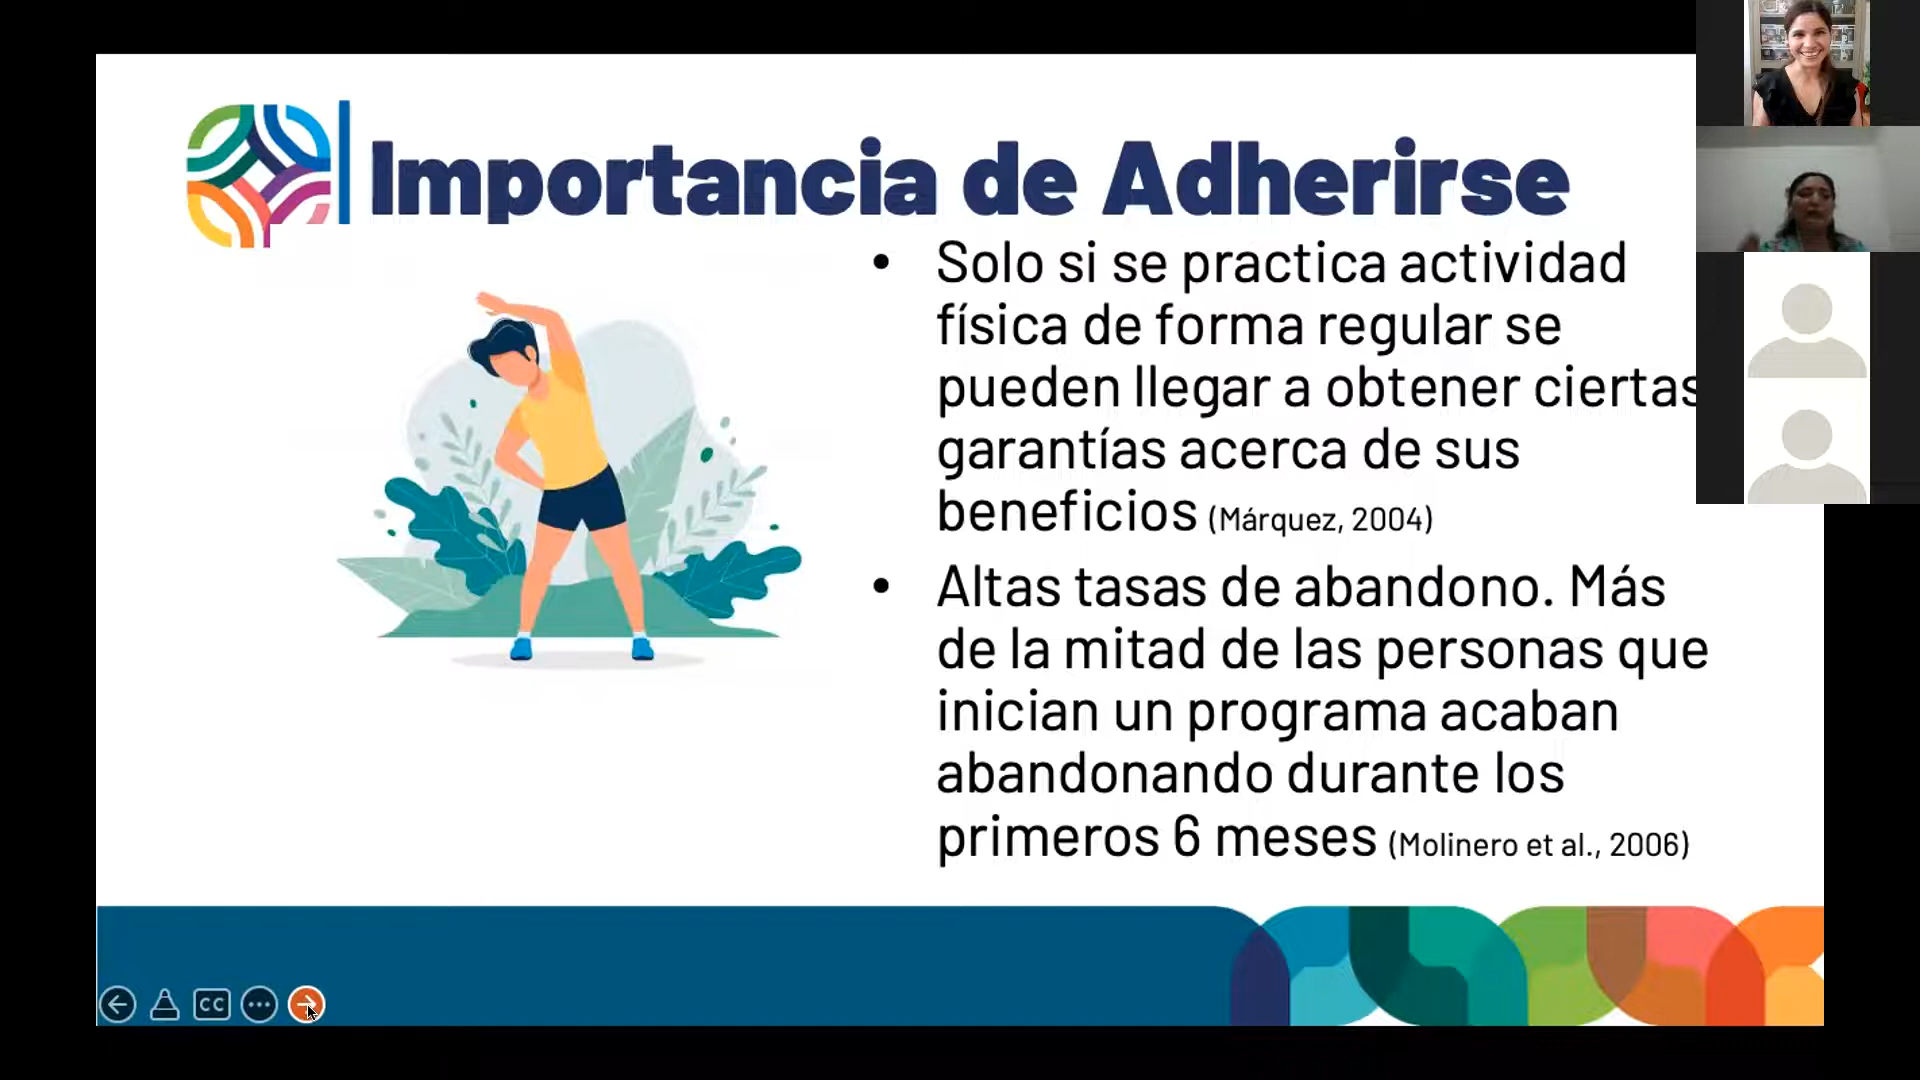 Importancia de Adherirse
• Solo si se practica actividad
física de forma regular se
pueden llegar a obtener ciertas
garantías acerca de sus
beneficios (Márquez, 2004)
• Altas tasas de abandono. Más
de la mitad de las personas que
inician un programa acaban
abandonando durante los
primeros 6 meses (Molinero et al., 2006)
CC